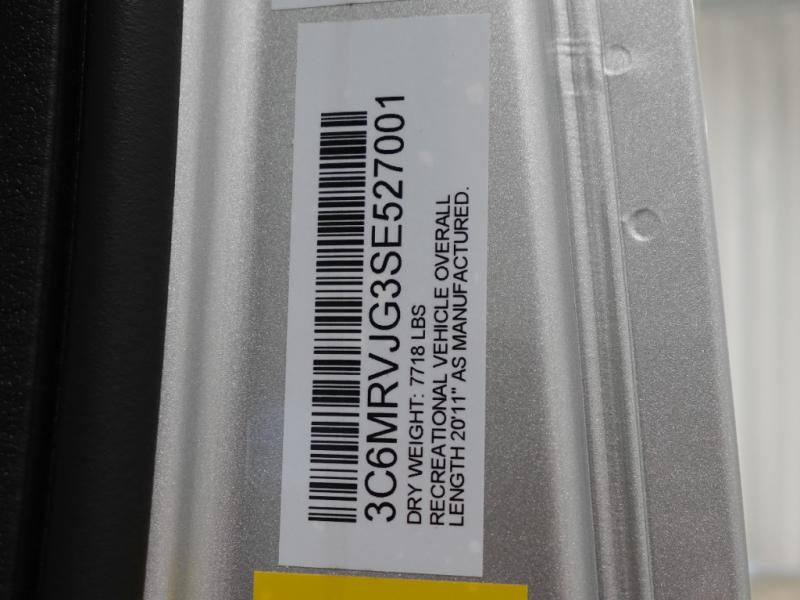 3C6MRVJG3SE527001
DRY WEIGHT: 7718 LBS
RECREATIONAL VEHICLE OVERALL
LENGTH 20'11" AS MANUFACTURED.